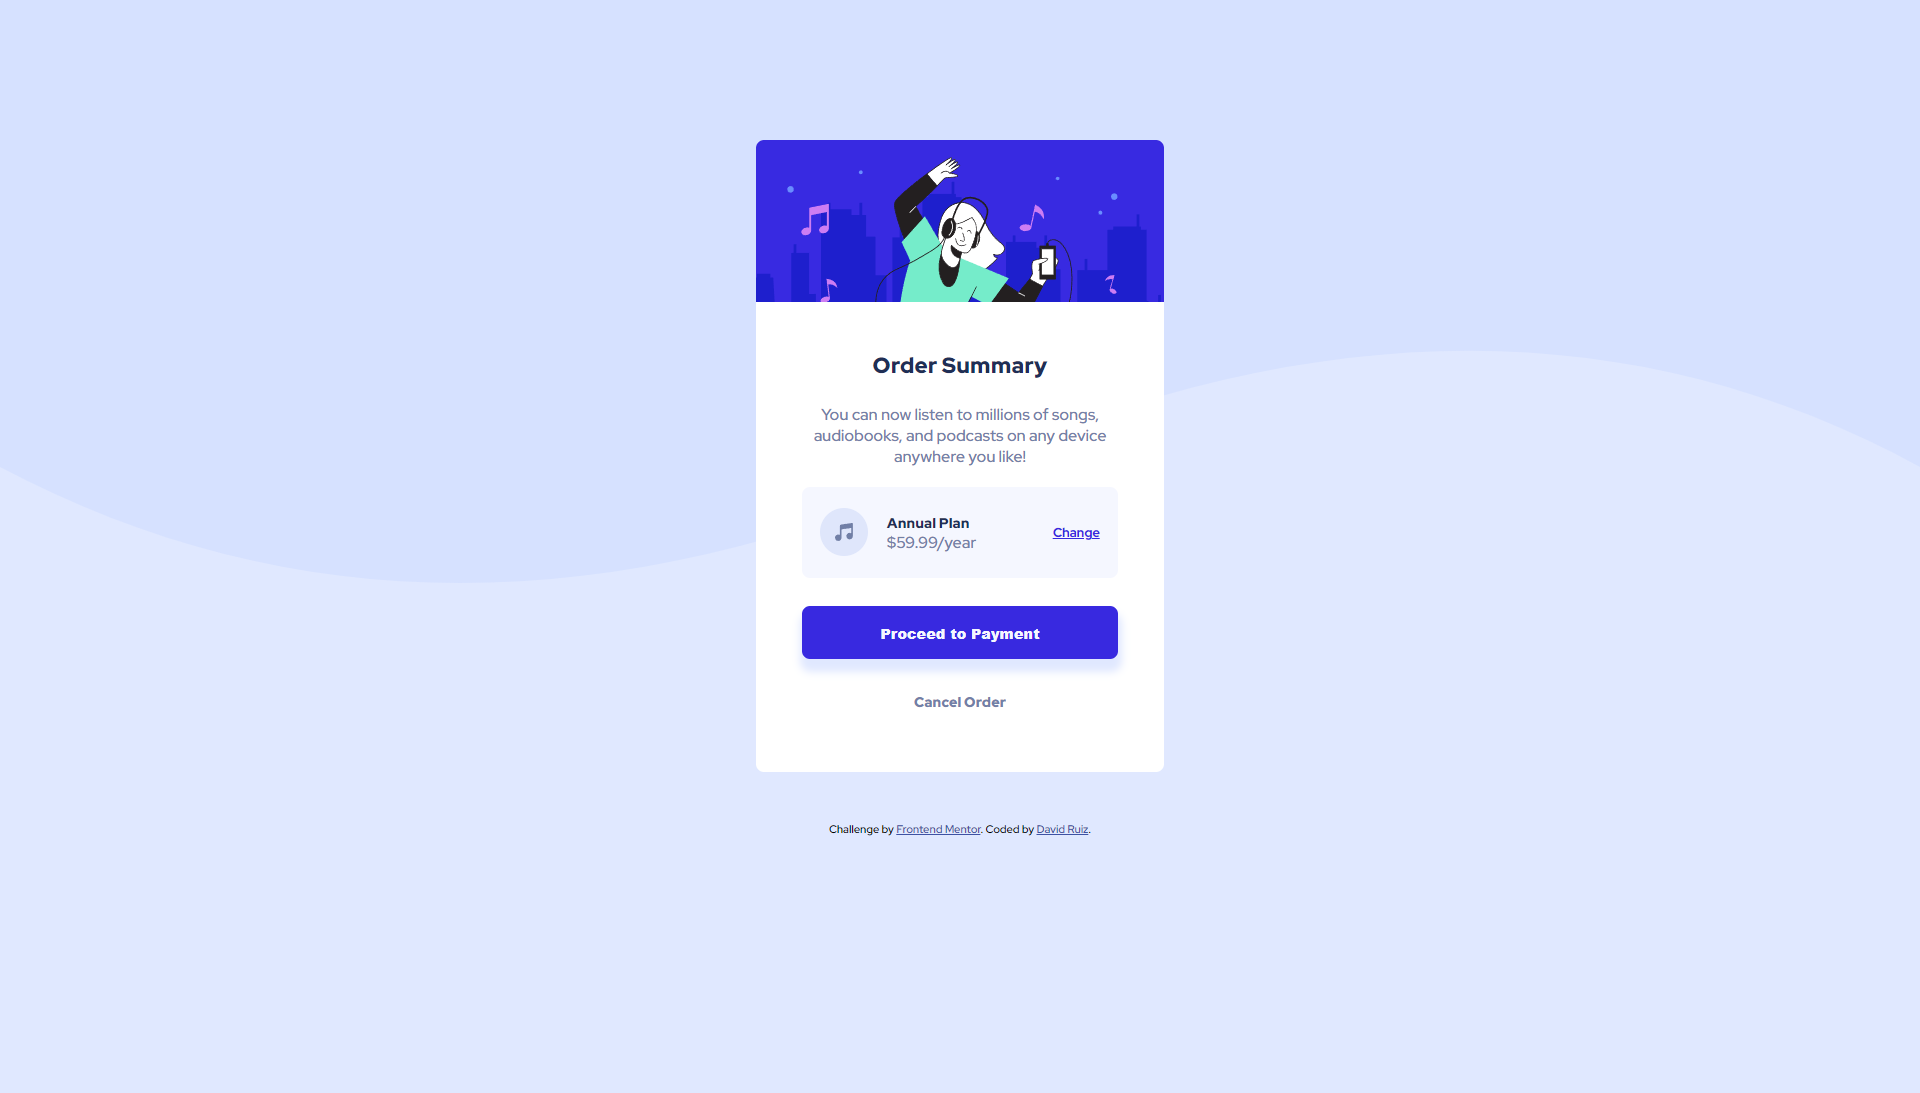 Order Summary
You can now listen to millions of songs,
audiobooks, and podcasts on any device
anywhere you like!
Annual Plan
$59.99/year
Change
Proceed to Payment
Cancel Order
Challenge by Frontend Mentor. Coded by David Ruiz.